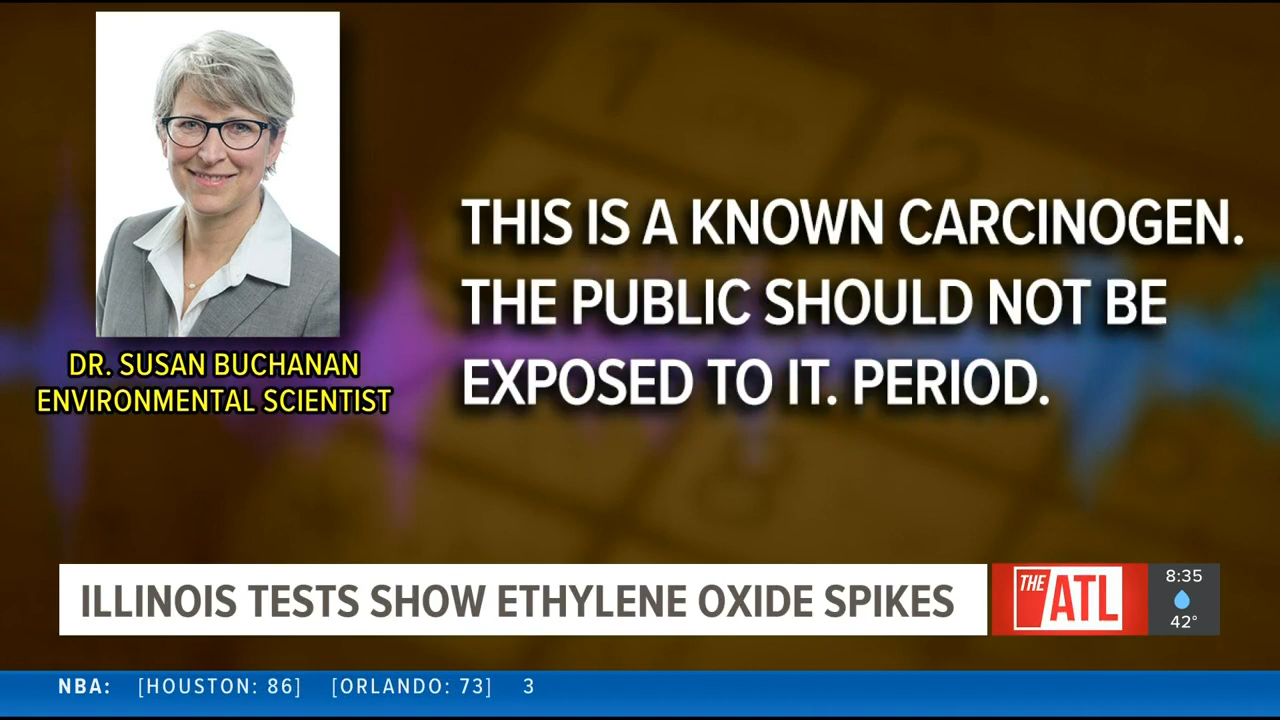 DR. SUSAN BUCHANAN
ENVIRONMENTAL SCIENTIST
THIS IS A KNOWN CARCINOGEN.
THE PUBLIC SHOULD NOT BE
EXPOSED TO IT. PERIOD.
ILLINOIS TESTS SHOW ETHYLENE OXIDE SPIKES
THE ATL
8:35
42°
NBA: [HOUSTON: 86] [ORLANDO: 73] 3